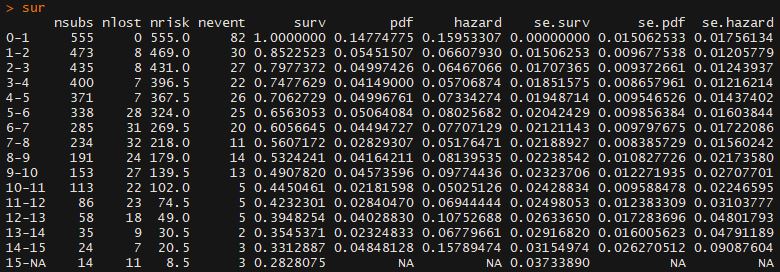 > sur
nsubs nlost nrisk nevent surv pdf hazard se.surv se.pdf se.hazard
0-1 555 0 555.0 82 1.0000000 0.14774775 0.15953307 0.00000000 0.015062533 0.01756134
1-2 473 8 469.0 30 0.8522523 0.05451507 0.06607930 0.01506253 0.009677538 0.01205779
2-3 435 8 431.0 27 0.7977372 0.04997426 0.06467066 0.01707365 0.009372661 0.01243937
3-4 400 7 396.5 22 0.7477629 0.04149000 0.05706874 0.01851575 0.008657961 0.01216214
4-5 371 7 367.5 26 0.7062729 0.04996761 0.07334274 0.01948714 0.009546526 0.01437402
5-6 338 28 324.0 25 0.6563053 0.05064084 0.08025682 0.02042429 0.009856384 0.01603844
6-7 285 31 269.5 20 0.6056645 0.04494727 0.07707129 0.02121143 0.009797675 0.01722086
7-8 234 32 218.0 11 0.5607172 0.02829307 0.05176471 0.02188927 0.008385729 0.01560242
8-9 191 24 179.0 14 0.5324241 0.04164211 0.08139535 0.02238542 0.010827726 0.02173580
9-10 153 27 139.5 13 0.4907820 0.04573596 0.09774436 0.02323706 0.012271935 0.02707701
10-11 113 22 102.0 5 0.4450461 0.02181598 0.05025126 0.02428834 0.009588478 0.02246595
11-12 86 23 74.5 5 0.4232301 0.02840470 0.06944444 0.02498053 0.012383309 0.03103777
12-13 58 18 49.0 5 0.3948254 0.04028830 0.10752688 0.02633650 0.017283696 0.04801793
13-14 35 9 30.5 2 0.3545371 0.02324833 0.06779661 0.02916820 0.016005623 0.04791189
14-15 24 7 20.5 3 0.3312887 0.04848128 0.15789474 0.03154974 0.026270512 0.09087604
15-NA 14 11 8.5 3 0.2828075 NA NA 0.03733890 NA NA